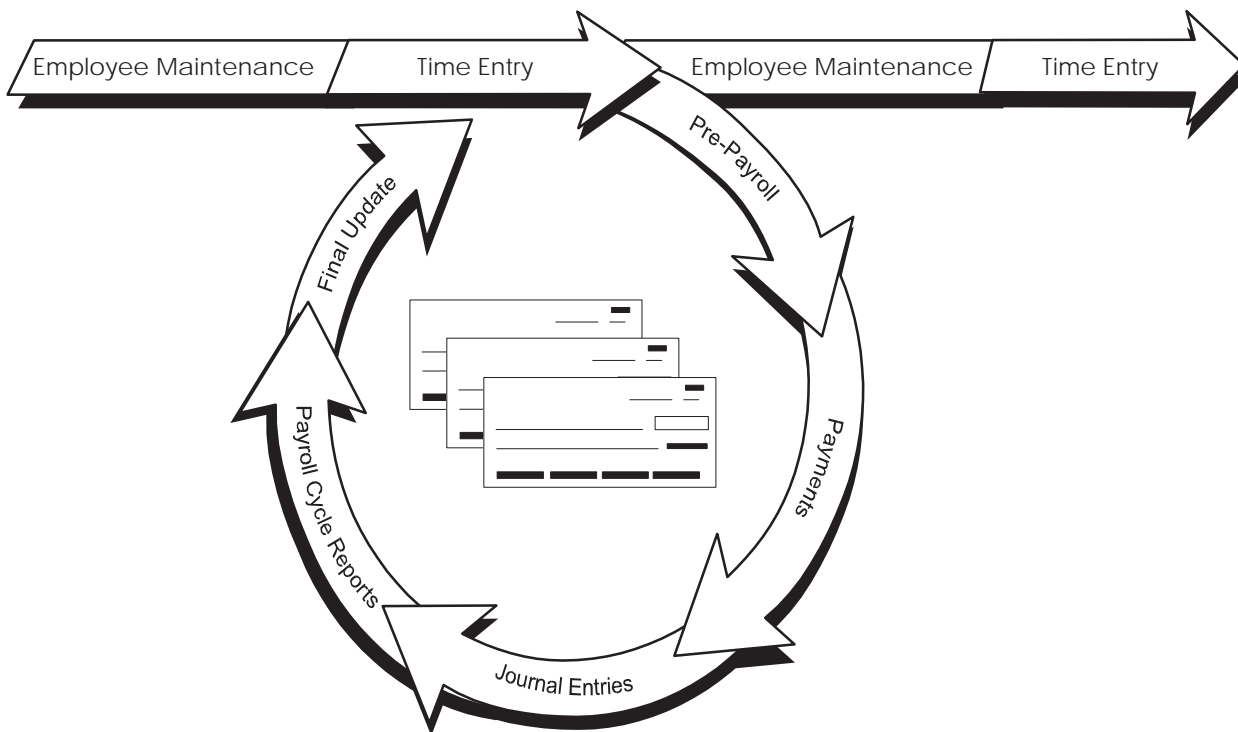 Employee Maintenance
Time Entry
Employee Maintenance
Time Entry
Pre-Payroll
Payments
Journal Entries
Payroll Cycle Reports
Final Update